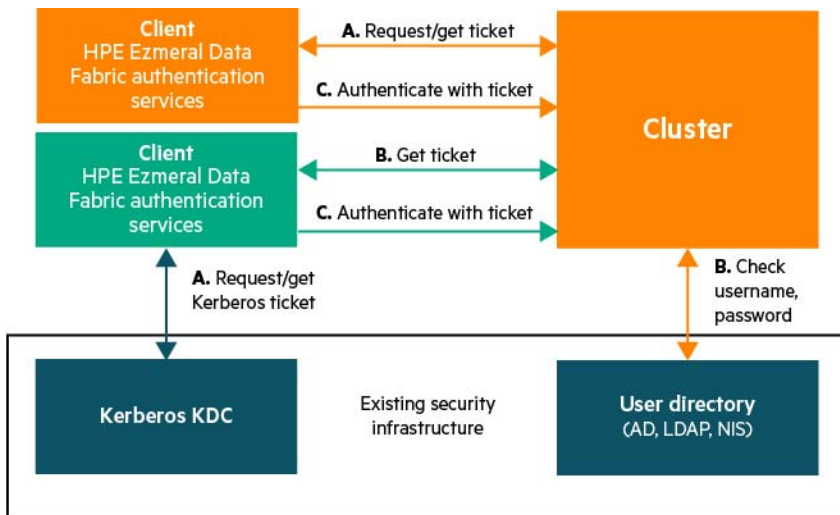 Client
HPE Ezmeral Data
Fabric authentication
services
A. Request/get ticket
C. Authenticate with ticket
Cluster
Client
HPE Ezmeral Data
Fabric authentication
services
B. Get ticket
C. Authenticate with ticket
A. Request/get
Kerberos ticket
B. Check
username,
password
Kerberos KDC
Existing security
infrastructure
User directory
(AD, LDAP, NIS)